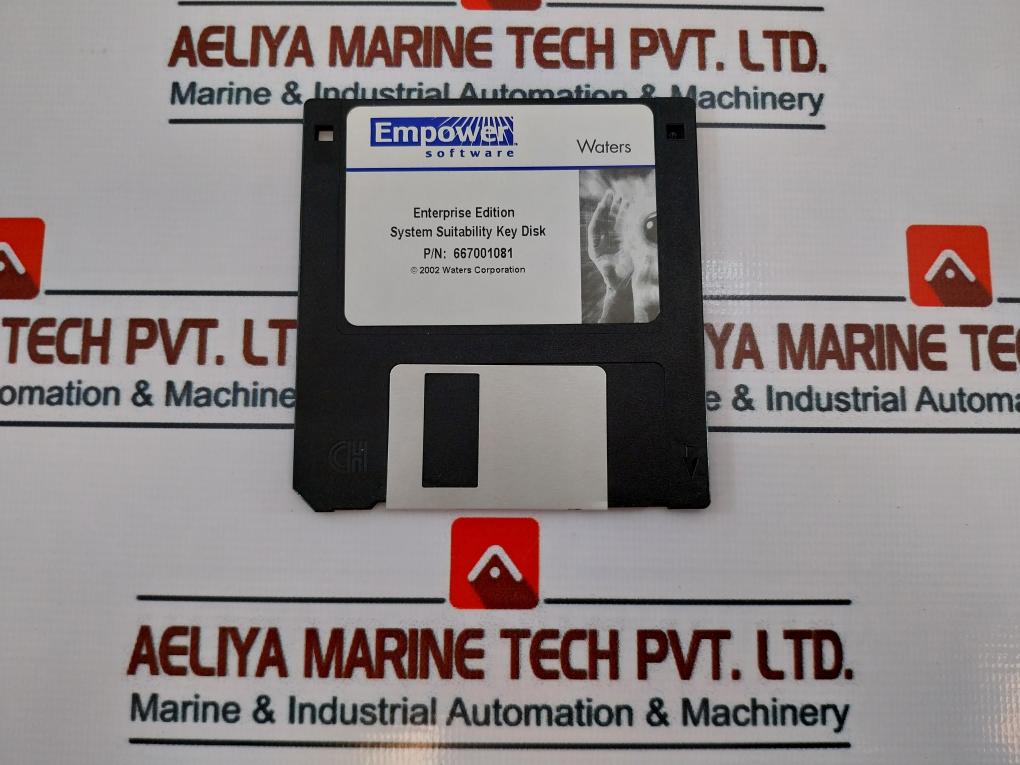 AELIYA MARINE TECH PVT. LTD.
Marine & Industrial Automation & Machinery
Empower™
software
Waters
Enterprise Edition
System Suitability Key Disk
P/N: 667001081
© 2002 Waters Corporation
TECH PVT. LT
YA MARINE TE
omation & Machine
e & Industrial Automa
AELIYA MARINE TECH PVT. LTD.
Marine & Industrial Automation & Machinery